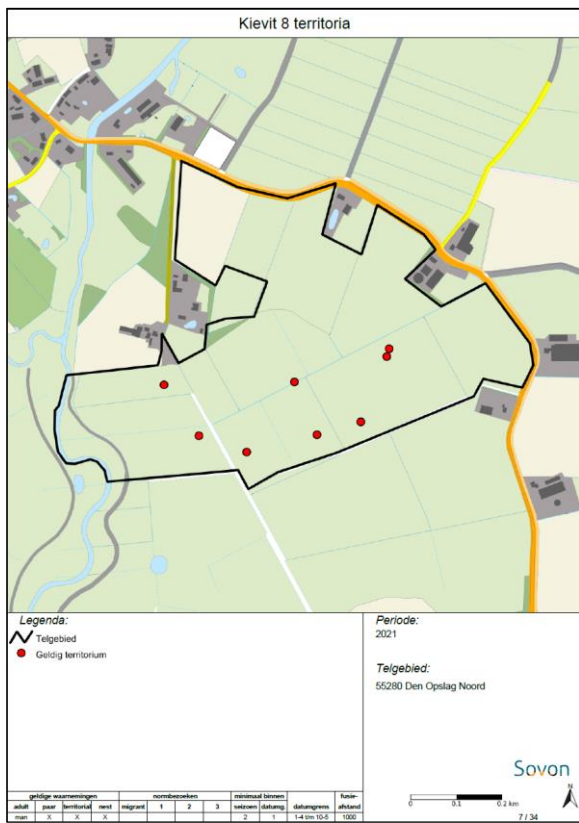 Kievit 8 territoria
Legenda:
Telgebied
Geldig territorium
Periode:
2021
Telgebied:
55280 Den Opslag Noord
Sovon
N
0 0.1 0.2 km
7 / 34
geldige waarnemingen normbezoeken minimaal binnen fusie-
adult paar territoriaal nest migrant 1 2 3 seizoen datumg. datumgrens afstand
man X X X 2 1 1-4 t/m 10-5 1000